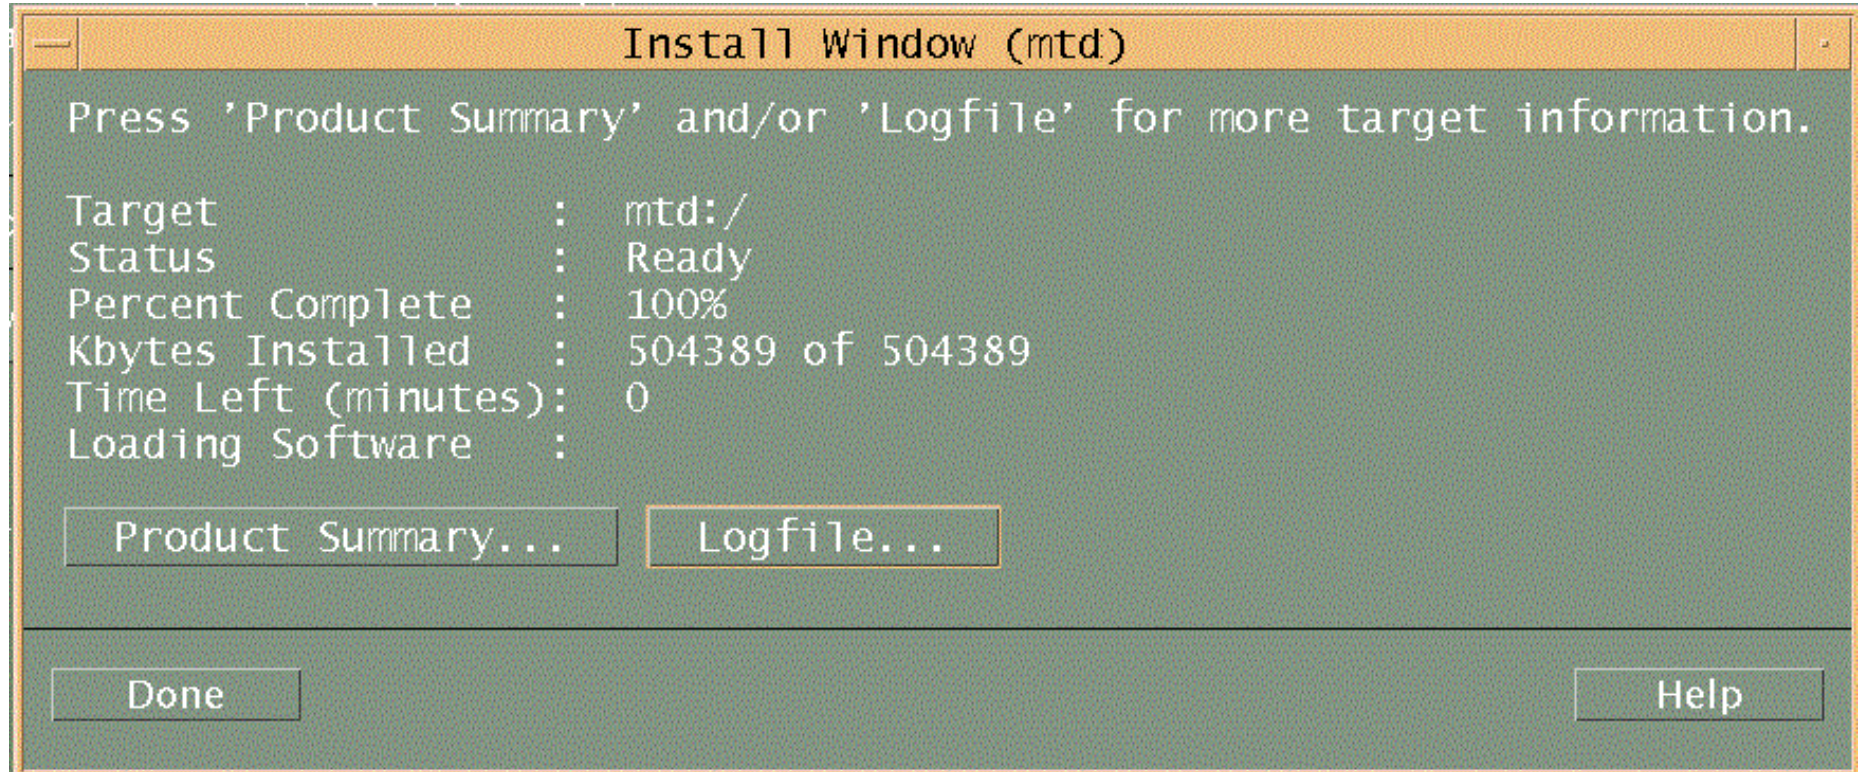 Install Window (mtd)
Press 'Product Summary' and/or 'Logfile' for more target information.
Target : mtd:/
Status : Ready
Percent Complete : 100%
Kbytes Installed : 504389 of 504389
Time Left (minutes): 0
Loading Software :
Product Summary... Logfile...
Done Help